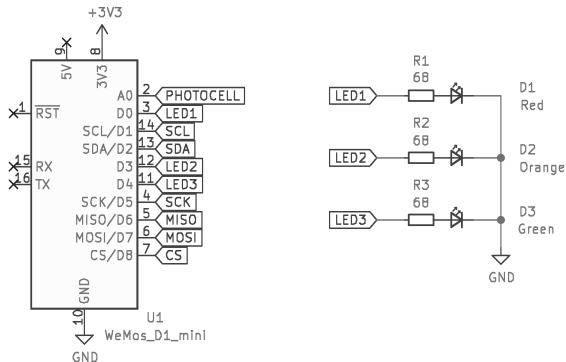 +3V3
9
8
5V
3V3
1
RST
A0
2
PHOTOCELL
D0
3
LED1
SCL/D1
14
SCL
SDA/D2
13
SDA
15
RX
D3
12
LED2
16
TX
D4
11
LED3
SCK/D5
4
SCK
MISO/D6
5
MISO
MOSI/D7
6
MOSI
CS/D8
7
CS
GND
10
U1
WeMos_D1_mini
GND
R1
68
LED1
D1
Red
R2
68
LED2
D2
Orange
R3
68
LED3
D3
Green
GND